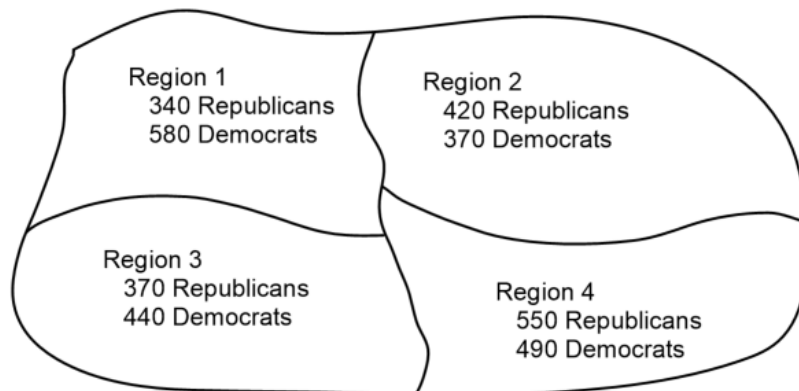 Region 1
340 Republicans
580 Democrats
Region 2
420 Republicans
370 Democrats
Region 3
370 Republicans
440 Democrats
Region 4
550 Republicans
490 Democrats